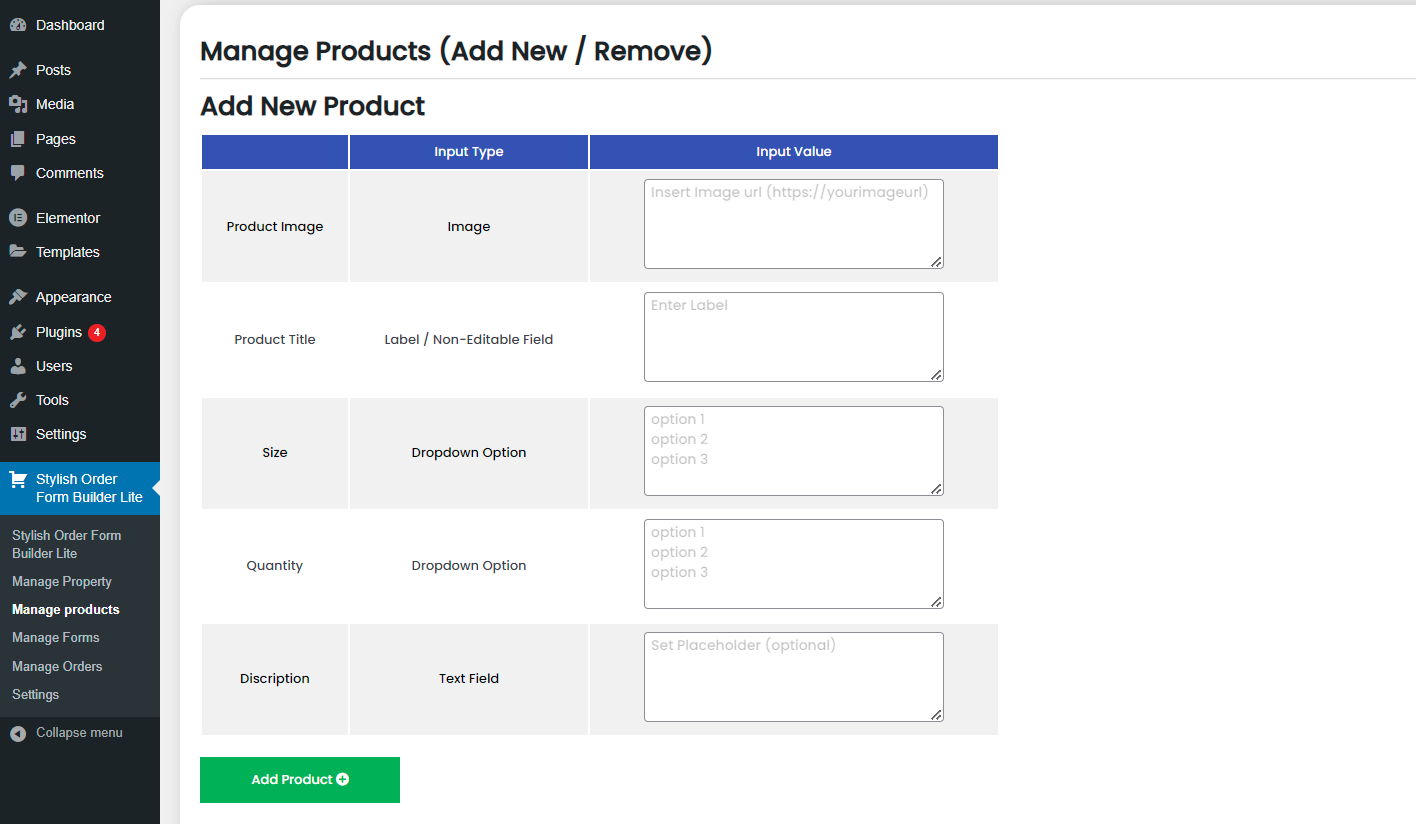 Dashboard
Posts
Media
Pages
Comments
Elementor
Templates
Appearance
Plugins 4
Users
Tools
Settings
Stylish Order
Form Builder Lite
Stylish Order Form
Builder Lite
Manage Property
Manage products
Manage Forms
Manage Orders
Settings
Collapse menu
Manage Products (Add New / Remove)
Add New Product
Input Type Input Value
Product Image Image Insert Image url (https://yourimageurl)
Product Title Label / Non-Editable Field Enter Label
Size Dropdown Option option 1
option 2
option 3
Quantity Dropdown Option option 1
option 2
option 3
Discription Text Field Set Placeholder (optional)
Add Product